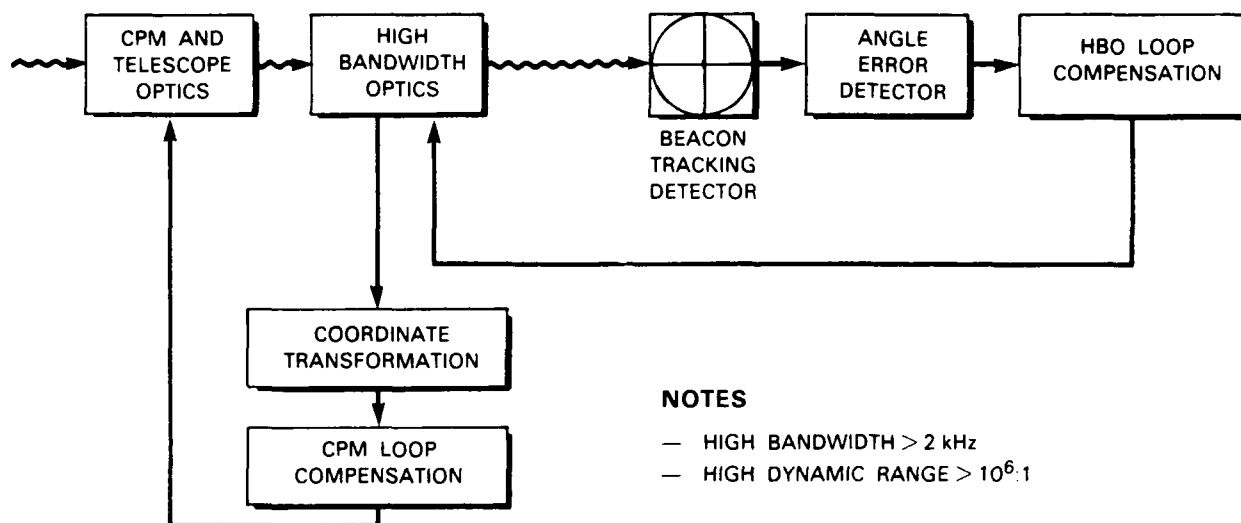 CPM AND
TELESCOPE
OPTICS
HIGH
BANDWIDTH
OPTICS
BEACON
TRACKING
DETECTOR
ANGLE
ERROR
DETECTOR
HBO LOOP
COMPENSATION
COORDINATE
TRANSFORMATION
CPM LOOP
COMPENSATION
NOTES
— HIGH BANDWIDTH > 2 kHz
— HIGH DYNAMIC RANGE > 10⁶:1